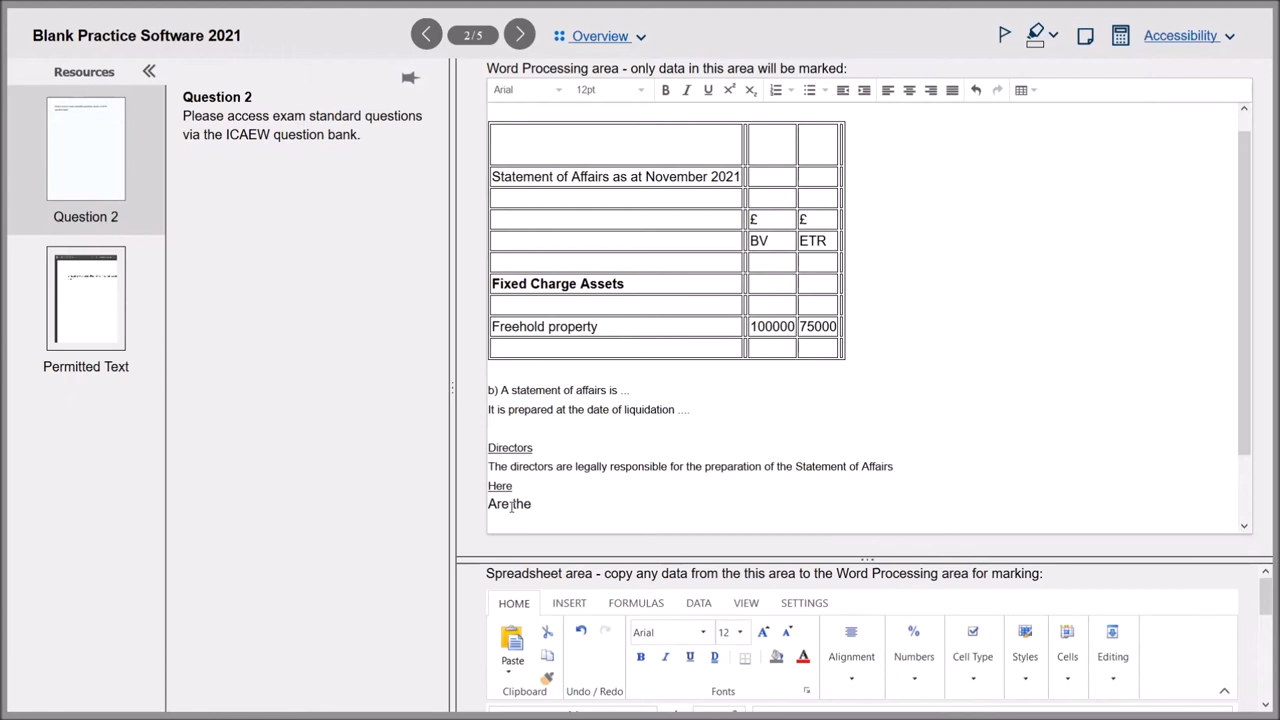 Blank Practice Software 2021
2/5
Overview
Accessibility
Resources
Question 2
Permitted Text
Question 2
Please access exam standard questions
via the ICAEW question bank.
Word Processing area - only data in this area will be marked:
Arial 12pt B I U X² X₂
Statement of Affairs as at November 2021
£ £
BV ETR
Fixed Charge Assets
Freehold property 100000 75000
b) A statement of affairs is ...
It is prepared at the date of liquidation ....
Directors
The directors are legally responsible for the preparation of the Statement of Affairs
Here
Are the
Spreadsheet area - copy any data from the this area to the Word Processing area for marking:
HOME INSERT FORMULAS DATA VIEW SETTINGS
Arial 12 A A
B I U D A
Paste
Clipboard
Undo / Redo
Fonts
Alignment
%
Numbers
Cell Type
Styles
Cells
Editing